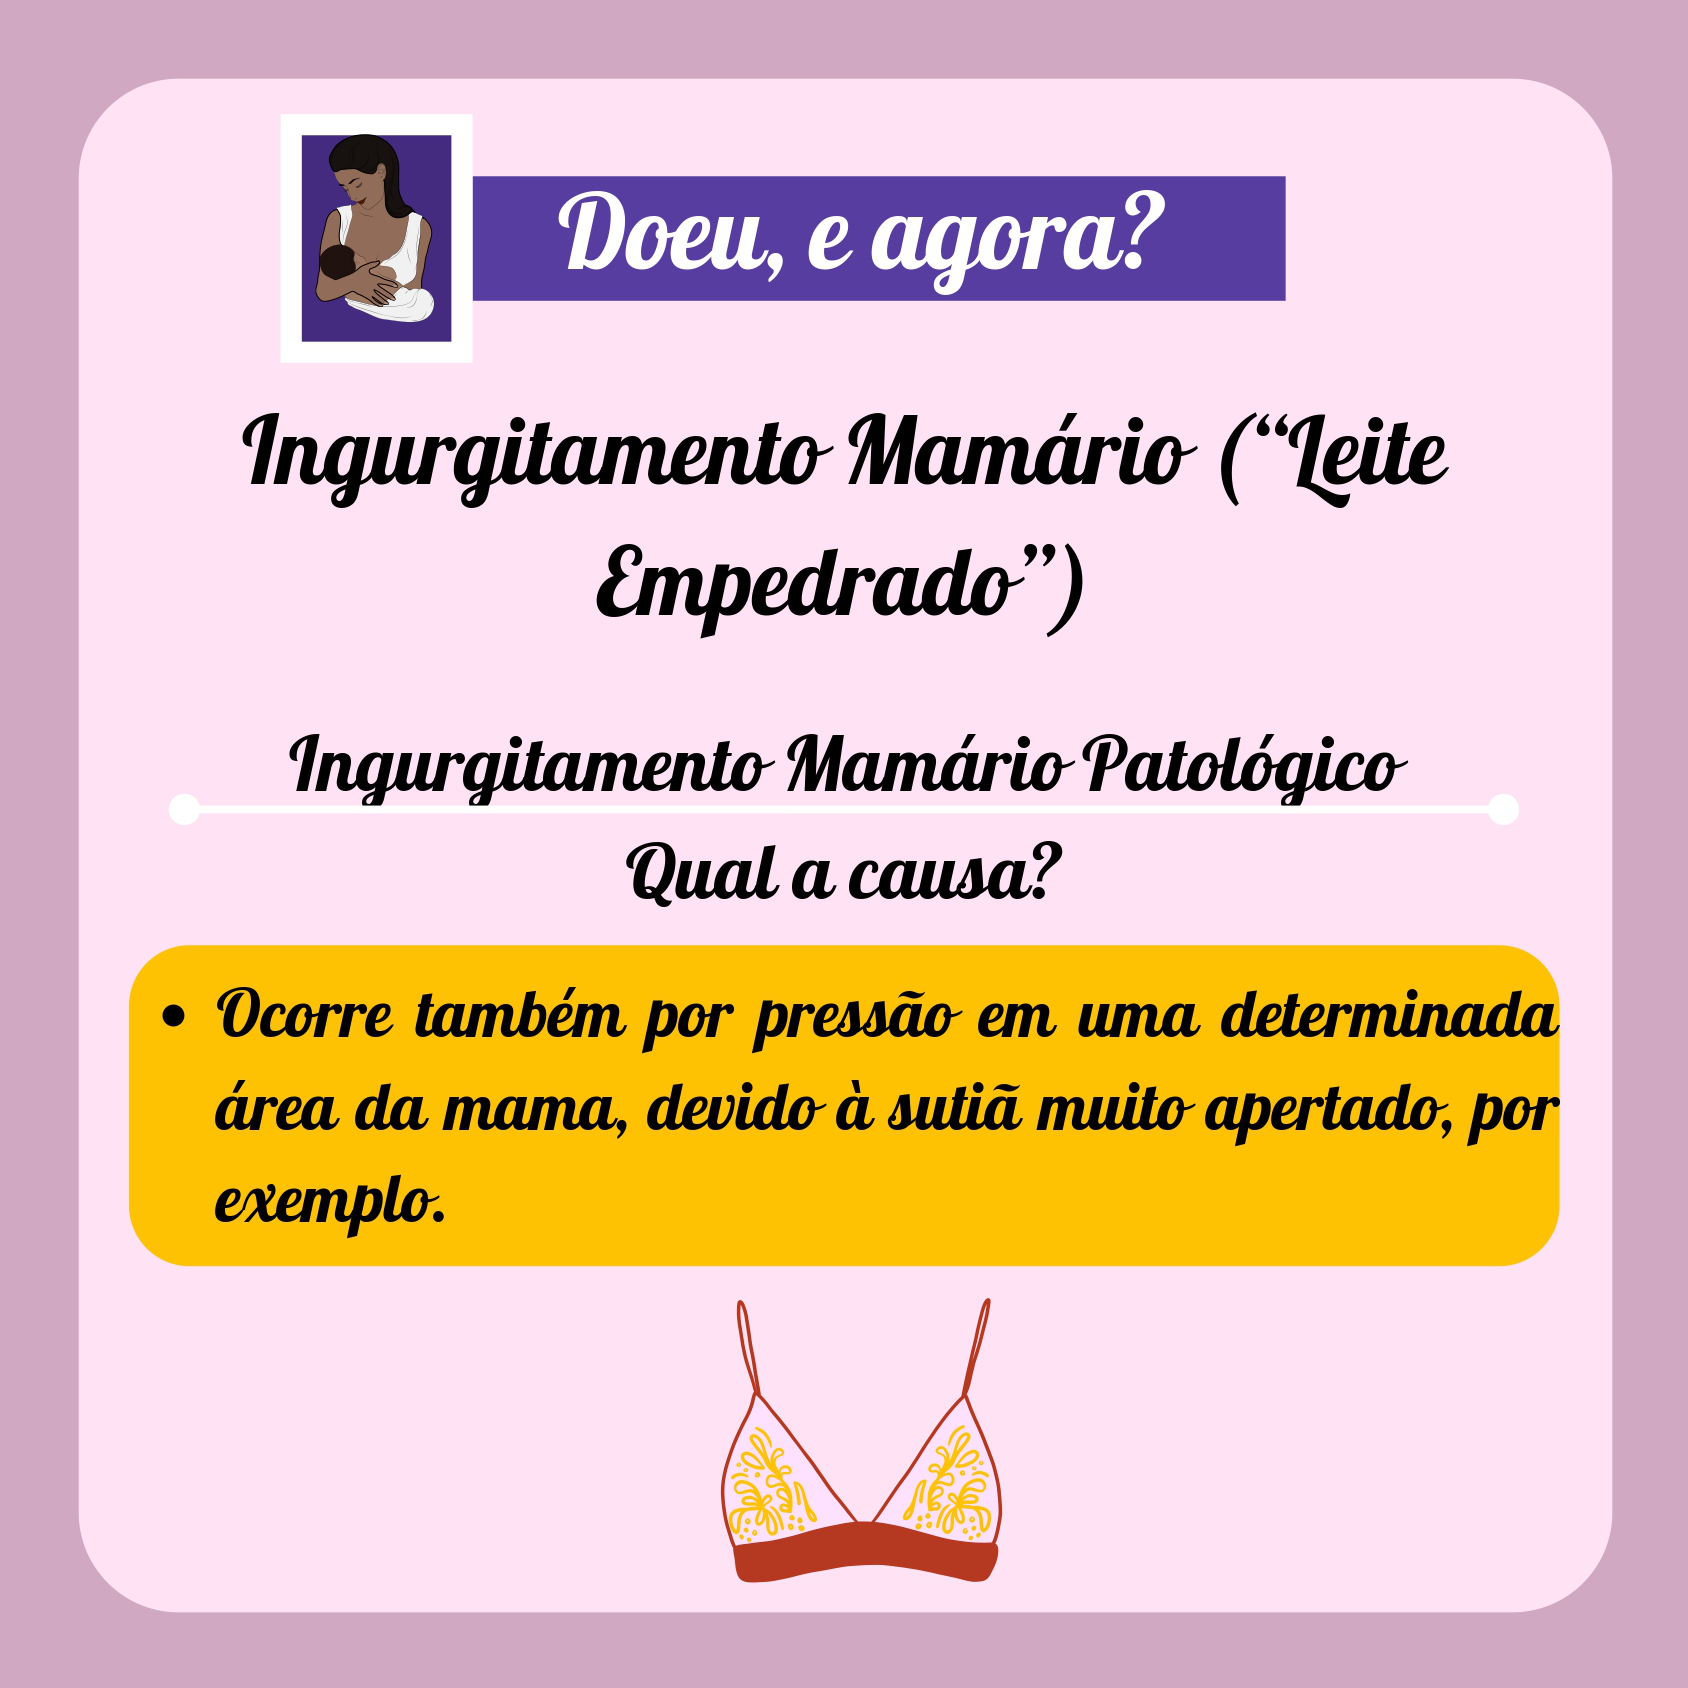 Doeu, e agora?
Ingurgitamento Mamário (“Leite
Empedrado”)
Ingurgitamento Mamário Patológico
Qual a causa?
• Ocorre também por pressão em uma determinada
área da mama, devido à sutiã muito apertado, por
exemplo.